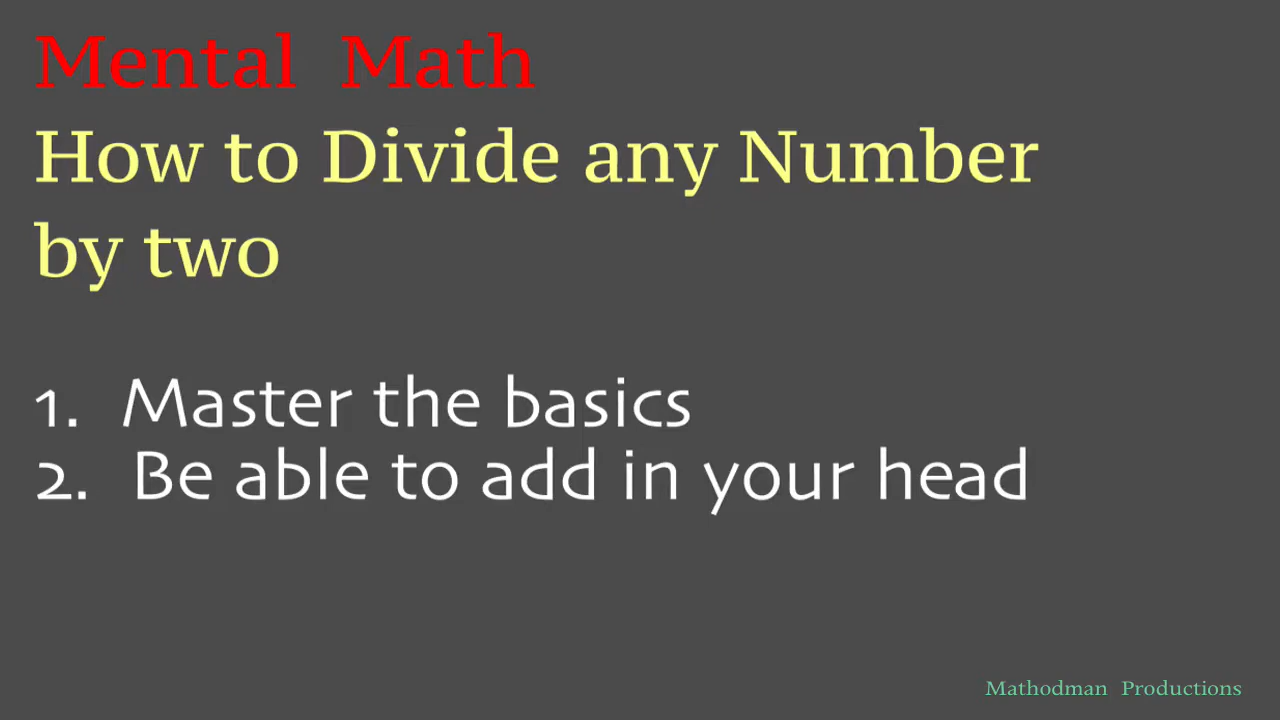 Mental Math
How to Divide any Number
by two
1. Master the basics
2. Be able to add in your head
Mathodman Productions